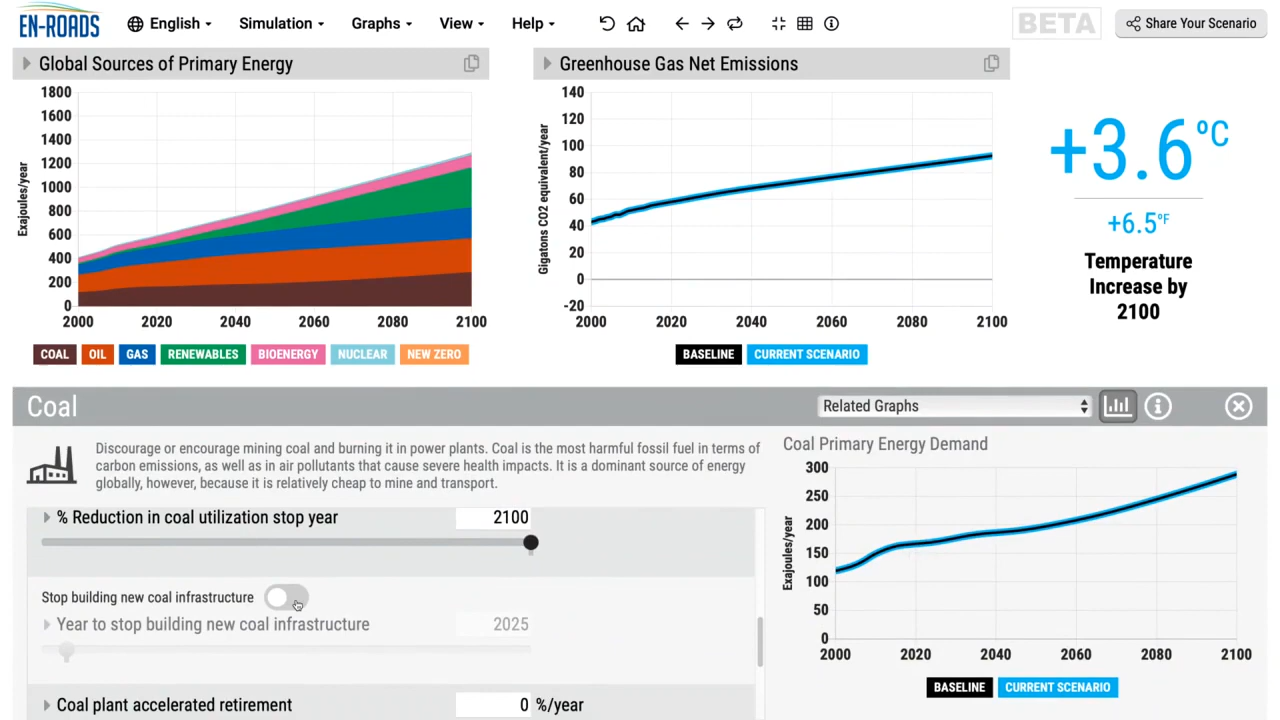 EN-ROADS
English
Simulation
Graphs
View
Help
BETA
Share Your Scenario
Global Sources of Primary Energy
1800
1600
1400
1200
1000
800
600
400
200
0
Exajoules/year
2000 2020 2040 2060 2080 2100
COAL OIL GAS RENEWABLES BIOENERGY NUCLEAR NEW ZERO
Greenhouse Gas Net Emissions
140
120
100
80
60
40
20
0
-20
Gigatons CO2 equivalent/year
2000 2020 2040 2060 2080 2100
BASELINE CURRENT SCENARIO
+3.6°C
+6.5°F
Temperature
Increase by
2100
Coal
Related Graphs
Discourage or encourage mining coal and burning it in power plants. Coal is the most harmful fossil fuel in terms of
carbon emissions, as well as in air pollutants that cause severe health impacts. It is a dominant source of energy
globally, however, because it is relatively cheap to mine and transport.
% Reduction in coal utilization stop year 2100
Stop building new coal infrastructure
Year to stop building new coal infrastructure 2025
Coal plant accelerated retirement 0 %/year
Coal Primary Energy Demand
300
250
200
150
100
50
0
Exajoules/year
2000 2020 2040 2060 2080 2100
BASELINE CURRENT SCENARIO